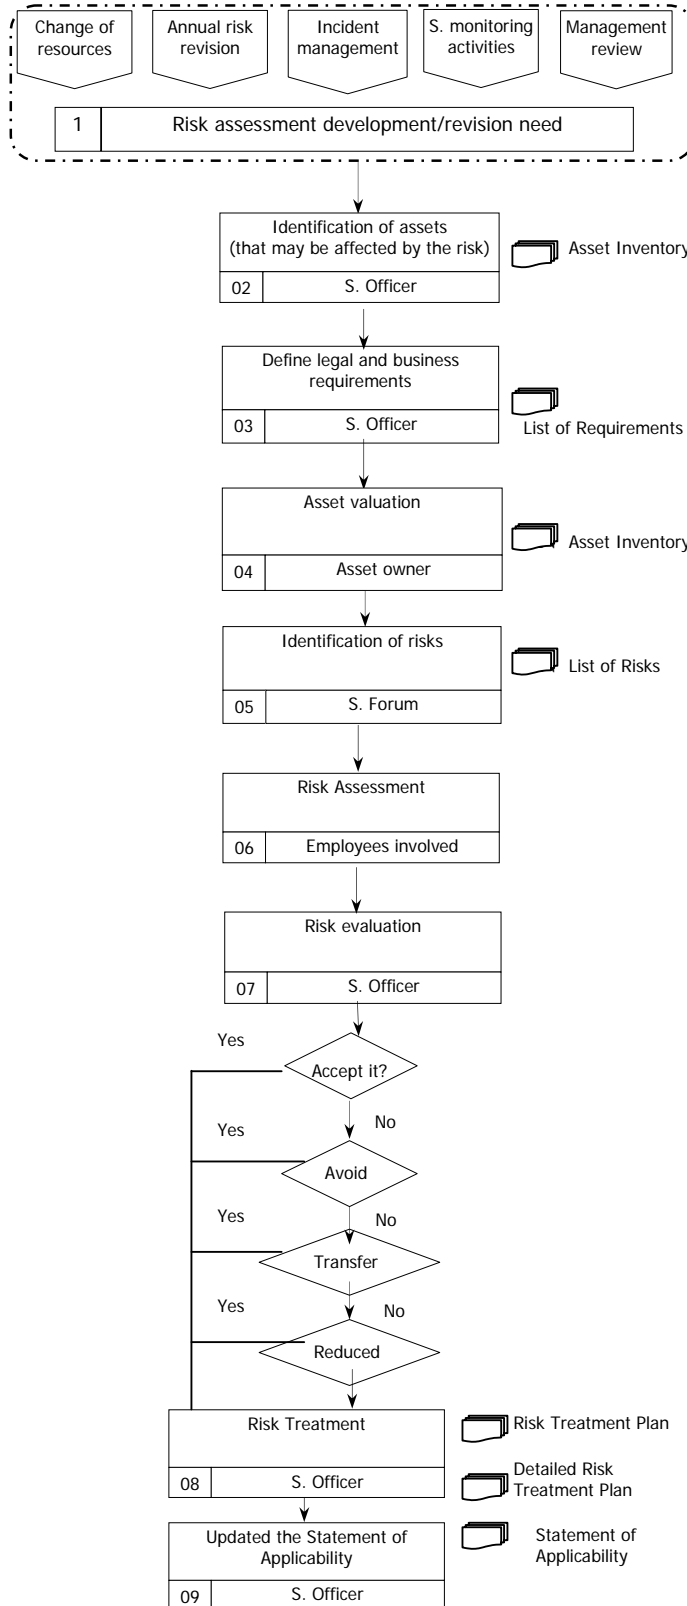 Change of
resources
Annual risk
revision
Incident
management
S. monitoring
activities
Management
review
1
Risk assessment development/revision need
Identification of assets
(that may be affected by the risk)
02
S. Officer
Asset Inventory
Define legal and business
requirements
03
S. Officer
List of Requirements
Asset valuation
04
Asset owner
Asset Inventory
Identification of risks
05
S. Forum
List of Risks
Risk Assessment
06
Employees involved
Risk evaluation
07
S. Officer
Yes
Accept it?
No
Yes
Avoid
Yes
No
Transfer
Yes
No
Reduced
Risk Treatment
08
S. Officer
Risk Treatment Plan
Detailed Risk
Treatment Plan
Updated the Statement of
Applicability
09
S. Officer
Statement of
Applicability